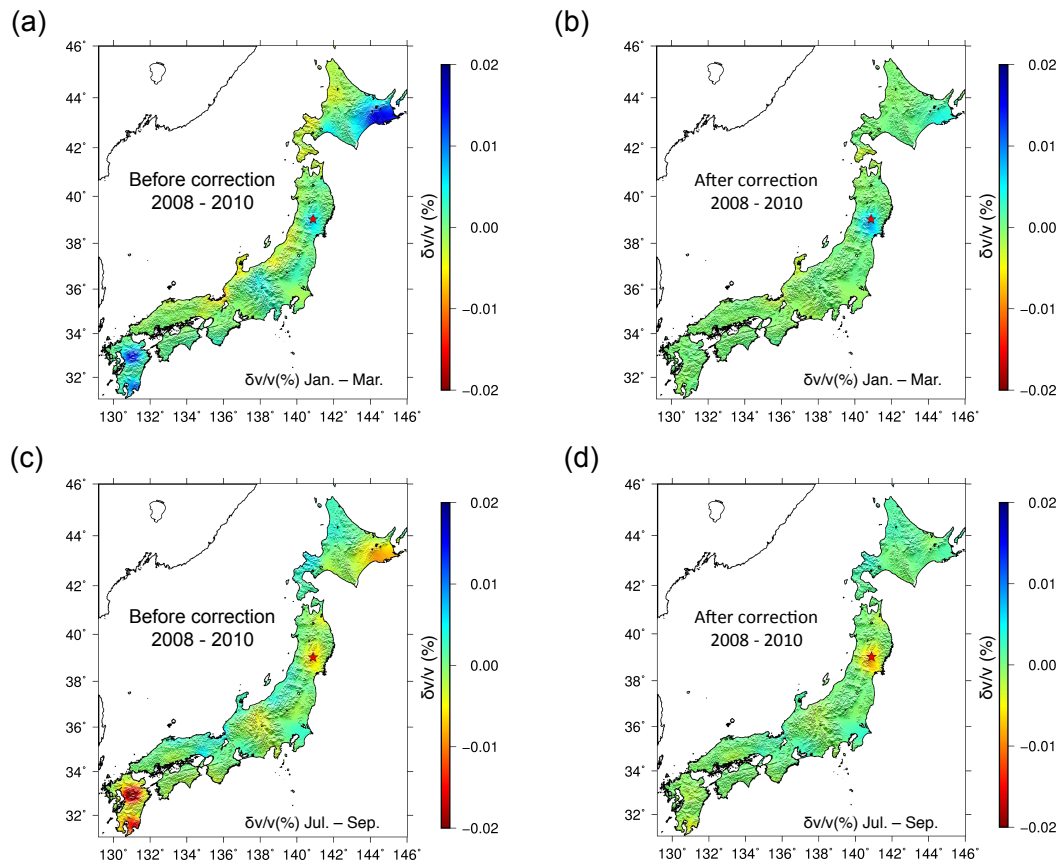 (a)
46˚
44˚
42˚
40˚
38˚
36˚
34˚
32˚
130˚ 132˚ 134˚ 136˚ 138˚ 140˚ 142˚ 144˚ 146˚
Before correction
2008 - 2010
δv/v(%) Jan. – Mar.
0.02
0.01
0.00
−0.01
−0.02
δv/v (%)
(b)
46˚
44˚
42˚
40˚
38˚
36˚
34˚
32˚
130˚ 132˚ 134˚ 136˚ 138˚ 140˚ 142˚ 144˚ 146˚
After correction
2008 - 2010
δv/v(%) Jan. – Mar.
0.02
0.01
0.00
−0.01
−0.02
δv/v (%)
(c)
46˚
44˚
42˚
40˚
38˚
36˚
34˚
32˚
130˚ 132˚ 134˚ 136˚ 138˚ 140˚ 142˚ 144˚ 146˚
Before correction
2008 - 2010
δv/v(%) Jul. – Sep.
0.02
0.01
0.00
−0.01
−0.02
δv/v (%)
(d)
46˚
44˚
42˚
40˚
38˚
36˚
34˚
32˚
130˚ 132˚ 134˚ 136˚ 138˚ 140˚ 142˚ 144˚ 146˚
After correction
2008 - 2010
δv/v(%) Jul. – Sep.
0.02
0.01
0.00
−0.01
−0.02
δv/v (%)